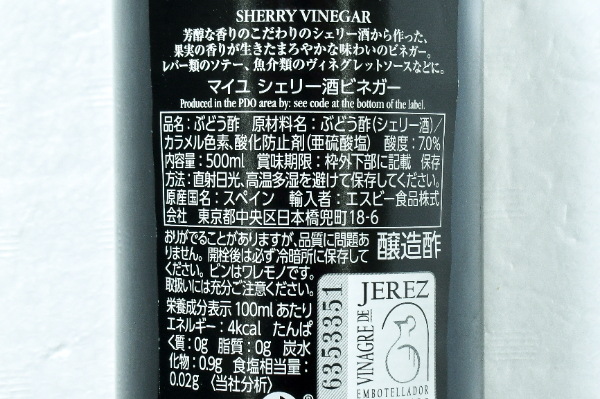 SHERRY VINEGAR
芳醇な香りのこだわりのシェリー酒から作った、
果実の香りが生きたまろやかな味わいのビネガー。
レバー類のソテー、魚介類のヴィネグレットソースなどに。
マイユ シェリー酒ビネガー
Produced in the PDO area by: see code at the bottom of the label.
品名：ぶどう酢 原材料名：ぶどう酢（シェリー酒）／
カラメル色素、酸化防止剤（亜硫酸塩） 酸度：7.0%
内容量：500ml 賞味期限：枠外下部に記載 保存
方法：直射日光、高温多湿を避けて保存してください。
原産国名：スペイン 輸入者：エスビー食品株式
会社 東京都中央区日本橋兜町18-6
おりがでることがありますが、品質に問題あ
りません。開栓後は必ず冷暗所に保存して
ください。ビンはワレモノです。
取扱いには充分ご注意ください。
醸造酢
栄養成分表示 100mlあたり
エネルギー：4kcal たんぱ
く質：0g 脂質：0g 炭水
化物：0.9g 食塩相当量：
0.02g 〈当社分析〉
6353351
VINAGRE DE
JEREZ
EMBOTELLADOR